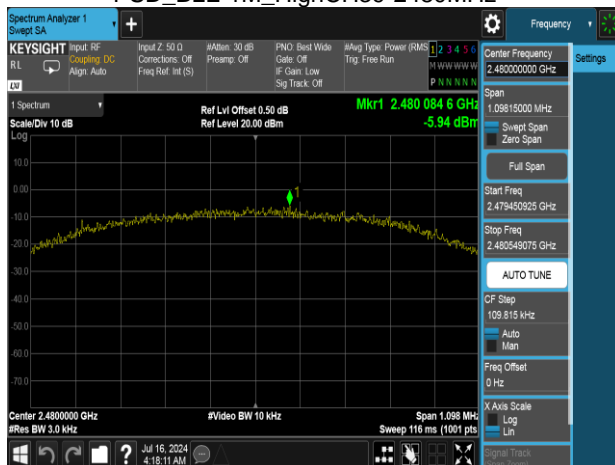 Spectrum Analyzer 1
Swept SA
+
Frequency
KEYSIGHT
RL
LXI
Input: RF
Coupling: DC
Align: Auto
Input Z: 50 Ω
Corrections: Off
Freq Ref: Int (S)
#Atten: 30 dB
Preamp: Off
PNO: Best Wide
Gate: Off
IF Gain: Low
Sig Track: Off
#Avg Type: Power (RMS
Trig: Free Run
1 2 3 4 5 6
M W W W W W
P N N N N N
1 Spectrum
Scale/Div 10 dB
Log
Ref Lvl Offset 0.50 dB
Ref Level 20.00 dBm
Mkr1 2.480 084 6 GHz
-5.94 dBm
10.0
0.00
-10.0
-20.0
-30.0
-40.0
-50.0
-60.0
-70.0
1
Center 2.4800000 GHz
#Res BW 3.0 kHz
#Video BW 10 kHz
Span 1.098 MHz
Sweep 116 ms (1001 pts
?
Jul 16, 2024
4:18:11 AM
Center Frequency
2.480000000 GHz
Settings
Span
1.09815000 MHz
Swept Span
Zero Span
Full Span
Start Freq
2.479450925 GHz
Stop Freq
2.480549075 GHz
AUTO TUNE
CF Step
109.815 kHz
Auto
Man
Freq Offset
0 Hz
X Axis Scale
Log
Lin
Signal Track